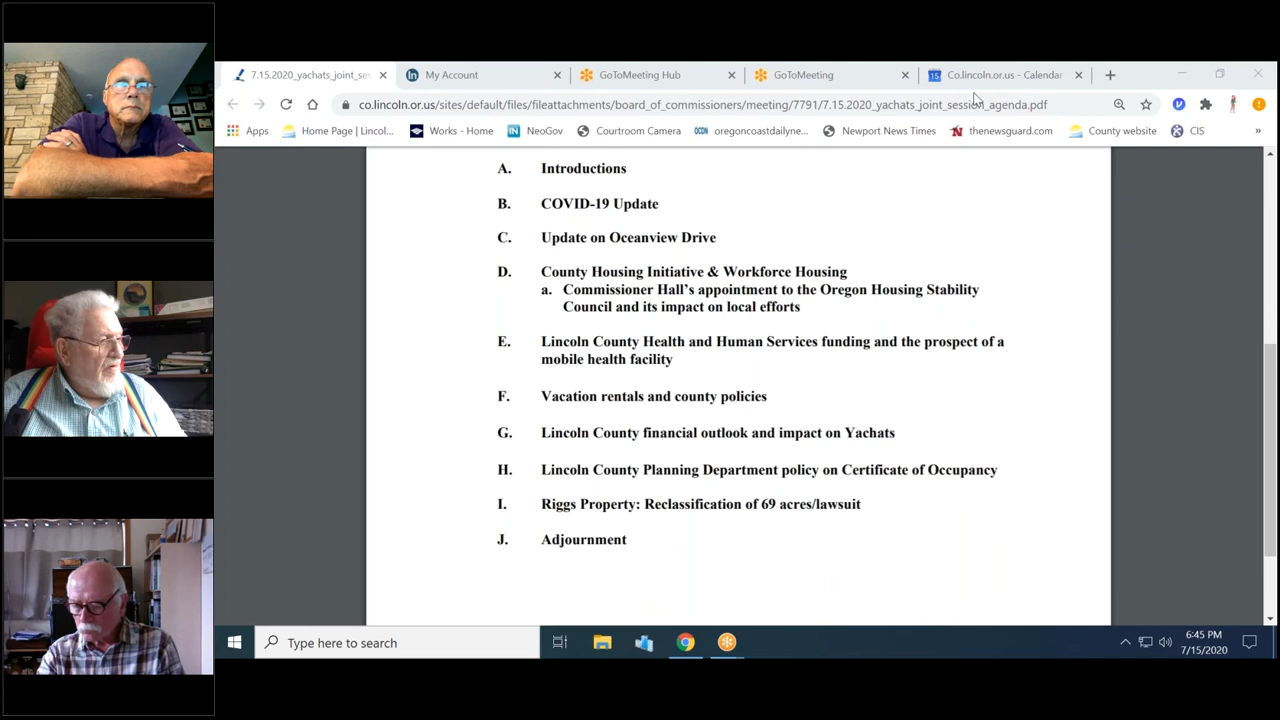 7.15.2020_yachats_joint_ses
My Account
GoToMeeting Hub
GoToMeeting
Co.lincoln.or.us - Calendar
co.lincoln.or.us/sites/default/files/fileattachments/board_of_commissioners/meeting/7791/7.15.2020_yachats_joint_session_agenda.pdf
Apps
Home Page | Lincol...
Works - Home
NeoGov
Courtroom Camera
oregoncoastdailyne...
Newport News Times
thenewsguard.com
County website
CIS
»
A. Introductions
B. COVID-19 Update
C. Update on Oceanview Drive
D. County Housing Initiative & Workforce Housing
a. Commissioner Hall's appointment to the Oregon Housing Stability
Council and its impact on local efforts
E. Lincoln County Health and Human Services funding and the prospect of a
mobile health facility
F. Vacation rentals and county policies
G. Lincoln County financial outlook and impact on Yachats
H. Lincoln County Planning Department policy on Certificate of Occupancy
I. Riggs Property: Reclassification of 69 acres/lawsuit
J. Adjournment
Type here to search
6:45 PM
7/15/2020